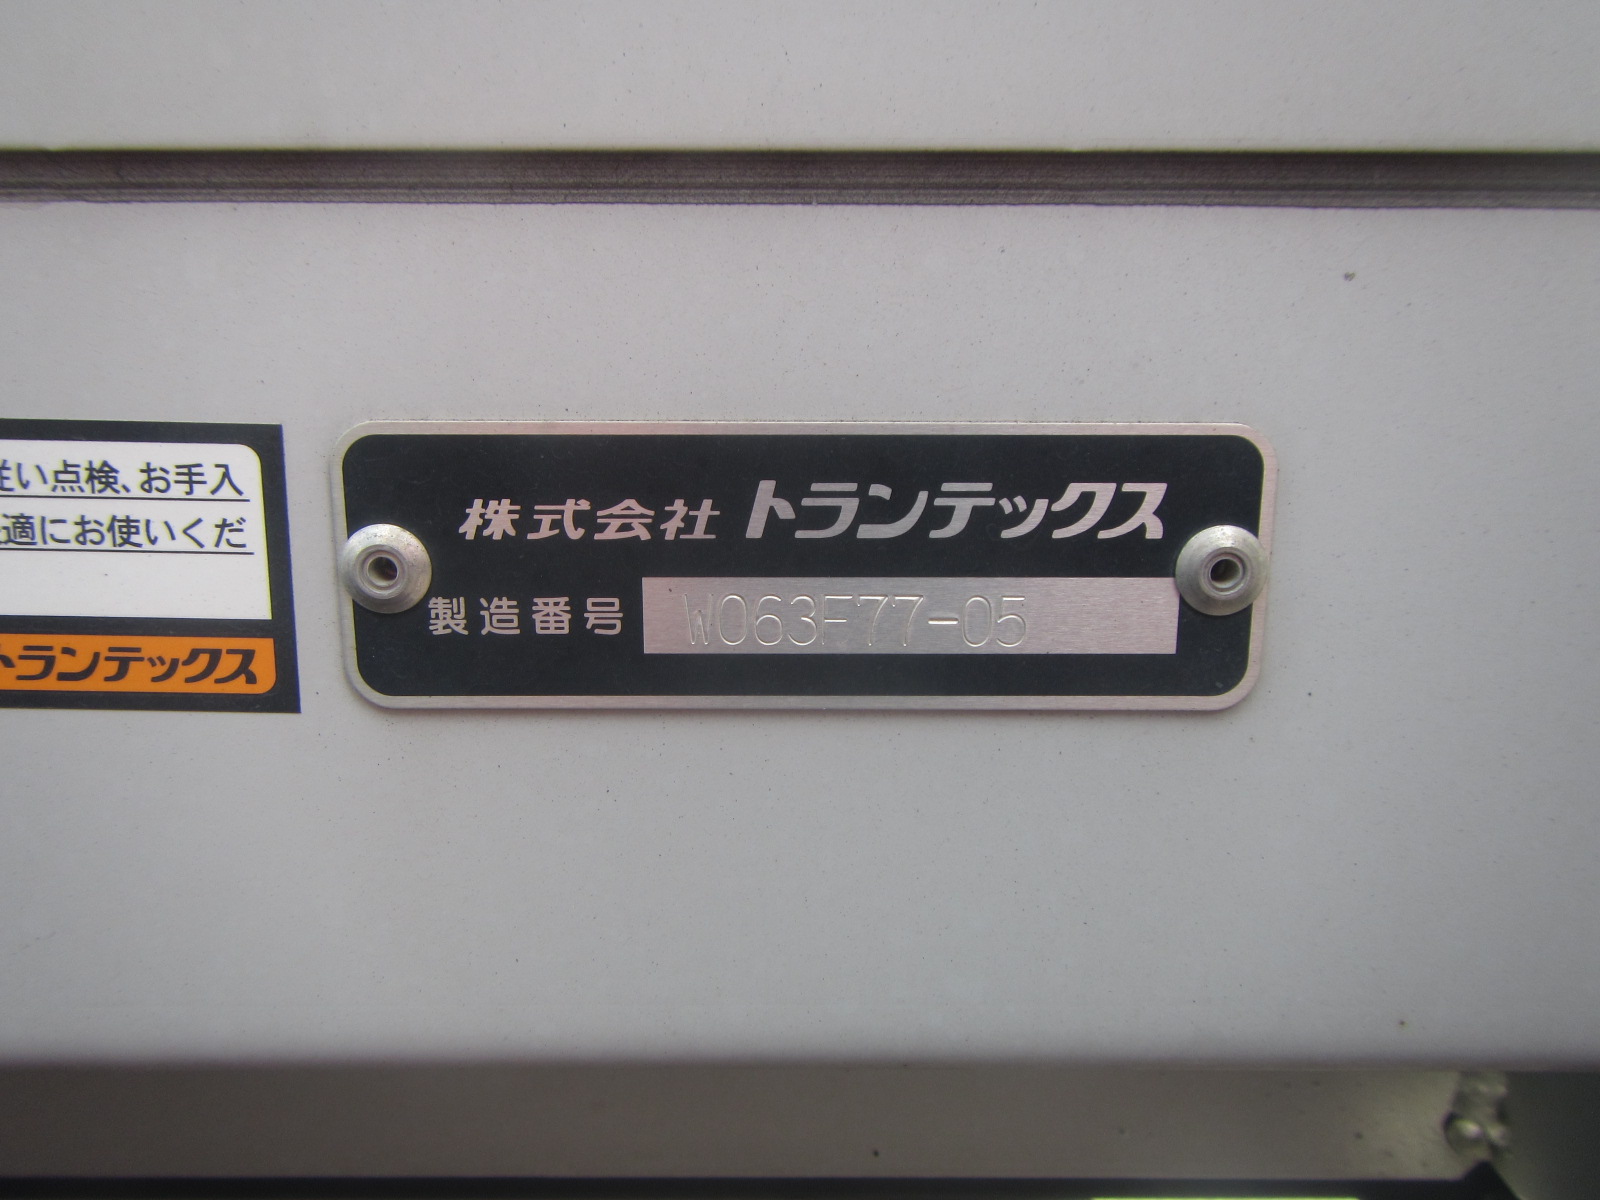 い点検、お手入
適にお使いくだ
トランテックス
株式会社 トランテックス
製造番号 W063F77-05